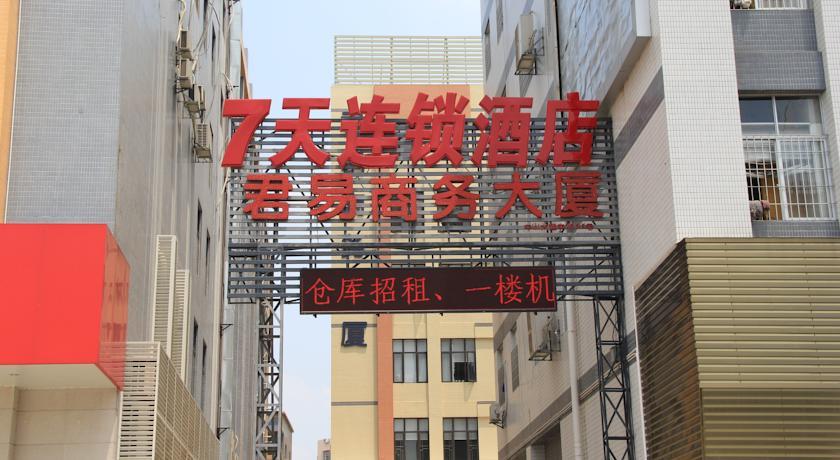 7天连锁酒店
君易商务大厦
仓库招租、一楼机
厦